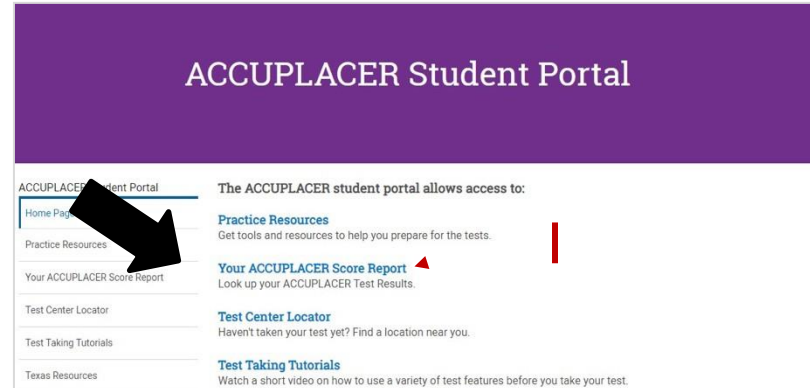 ACCUPLACER Student Portal
ACCUPLACER Student Portal
Home Page
Practice Resources
Your ACCUPLACER Score Report
Test Center Locator
Test Taking Tutorials
Texas Resources
The ACCUPLACER student portal allows access to:
Practice Resources
Get tools and resources to help you prepare for the tests.
Your ACCUPLACER Score Report
Look up your ACCUPLACER Test Results.
Test Center Locator
Haven't taken your test yet? Find a location near you.
Test Taking Tutorials
Watch a short video on how to use a variety of test features before you take your test.